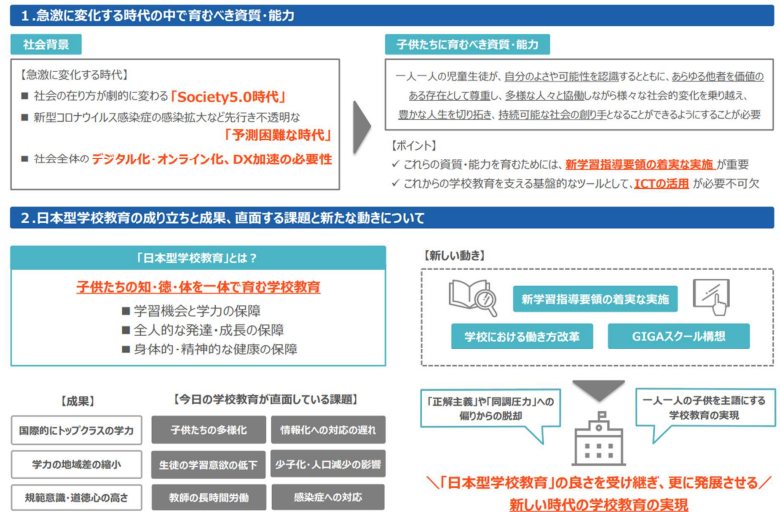 １.急激に変化する時代の中で育むべき資質・能力
社会背景
【急激に変化する時代】
■ 社会の在り方が劇的に変わる「Society5.0時代」
■ 新型コロナウイルス感染症の感染拡大など先行き不透明な
「予測困難な時代」
■ 社会全体のデジタル化・オンライン化、DX加速の必要性
子供たちに育むべき資質・能力
一人一人の児童生徒が、自分のよさや可能性を認識するとともに、あらゆる他者を価値の
ある存在として尊重し、多様な人々と協働しながら様々な社会的変化を乗り越え、
豊かな人生を切り拓き、持続可能な社会の創り手となることができるようにすることが必要
【ポイント】
✓ これらの資質・能力を育むためには、新学習指導要領の着実な実施 が重要
✓ これからの学校教育を支える基盤的なツールとして、ICTの活用 が必要不可欠
２.日本型学校教育の成り立ちと成果、直面する課題と新たな動きについて
「日本型学校教育」とは？
子供たちの知・徳・体を一体で育む学校教育
■ 学習機会と学力の保障
■ 全人的な発達・成長の保障
■ 身体的・精神的な健康の保障
【成果】
国際的にトップクラスの学力
学力の地域差の縮小
規範意識・道徳心の高さ
【今日の学校教育が直面している課題】
子供たちの多様化
情報化への対応の遅れ
生徒の学習意欲の低下
少子化・人口減少の影響
教師の長時間労働
感染症への対応
【新しい動き】
新学習指導要領の着実な実施
学校における働き方改革
GIGAスクール構想
「正解主義」や「同調圧力」への
偏りからの脱却
一人一人の子供を主語にする
学校教育の実現
＼「日本型学校教育」の良さを受け継ぎ、更に発展させる／
新しい時代の学校教育の実現